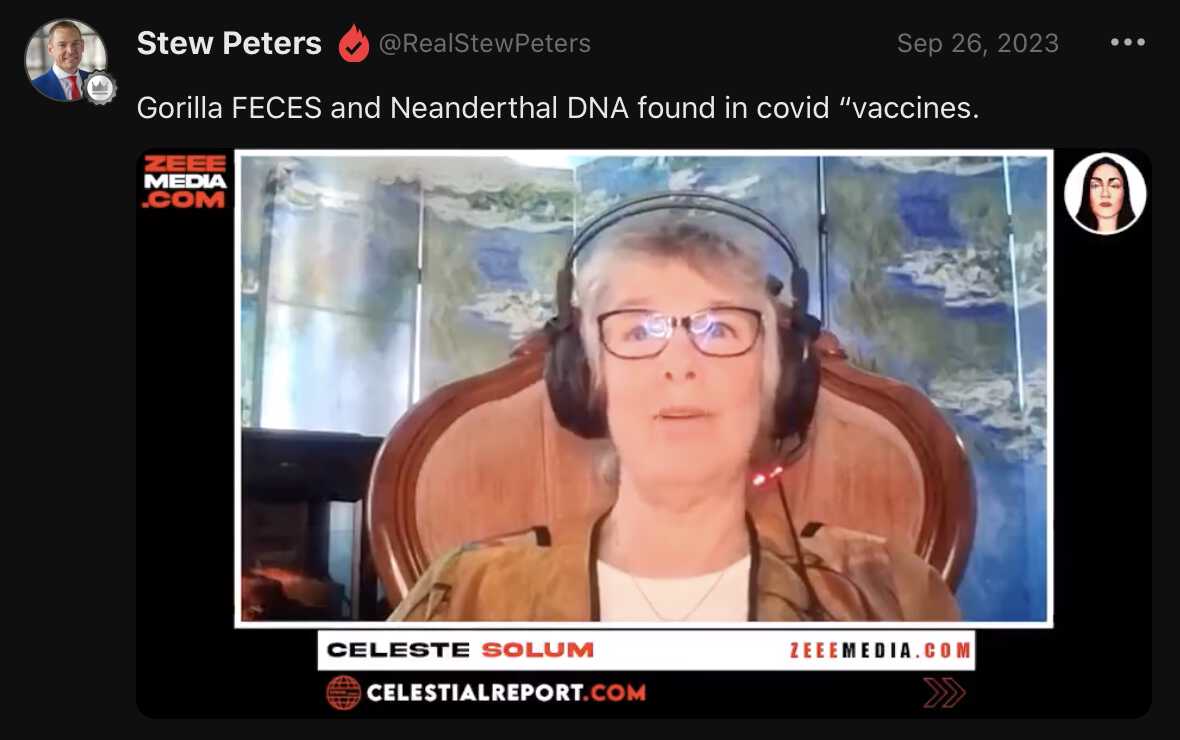 Stew Peters @RealStewPeters Sep 26, 2023
Gorilla FECES and Neanderthal DNA found in covid “vaccines.
ZEEE
MEDIA
.COM
CELESTE SOLUM ZEEEMEDIA.COM
CELESTIALREPORT.COM